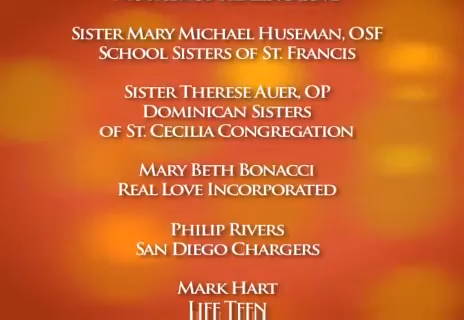 Sister Mary Michael Huseman, OSF
School Sisters of St. Francis
Sister Therese Auer, OP
Dominican Sisters
of St. Cecilia Congregation
Mary Beth Bonacci
Real Love Incorporated
Philip Rivers
San Diego Chargers
Mark Hart
Life Teen